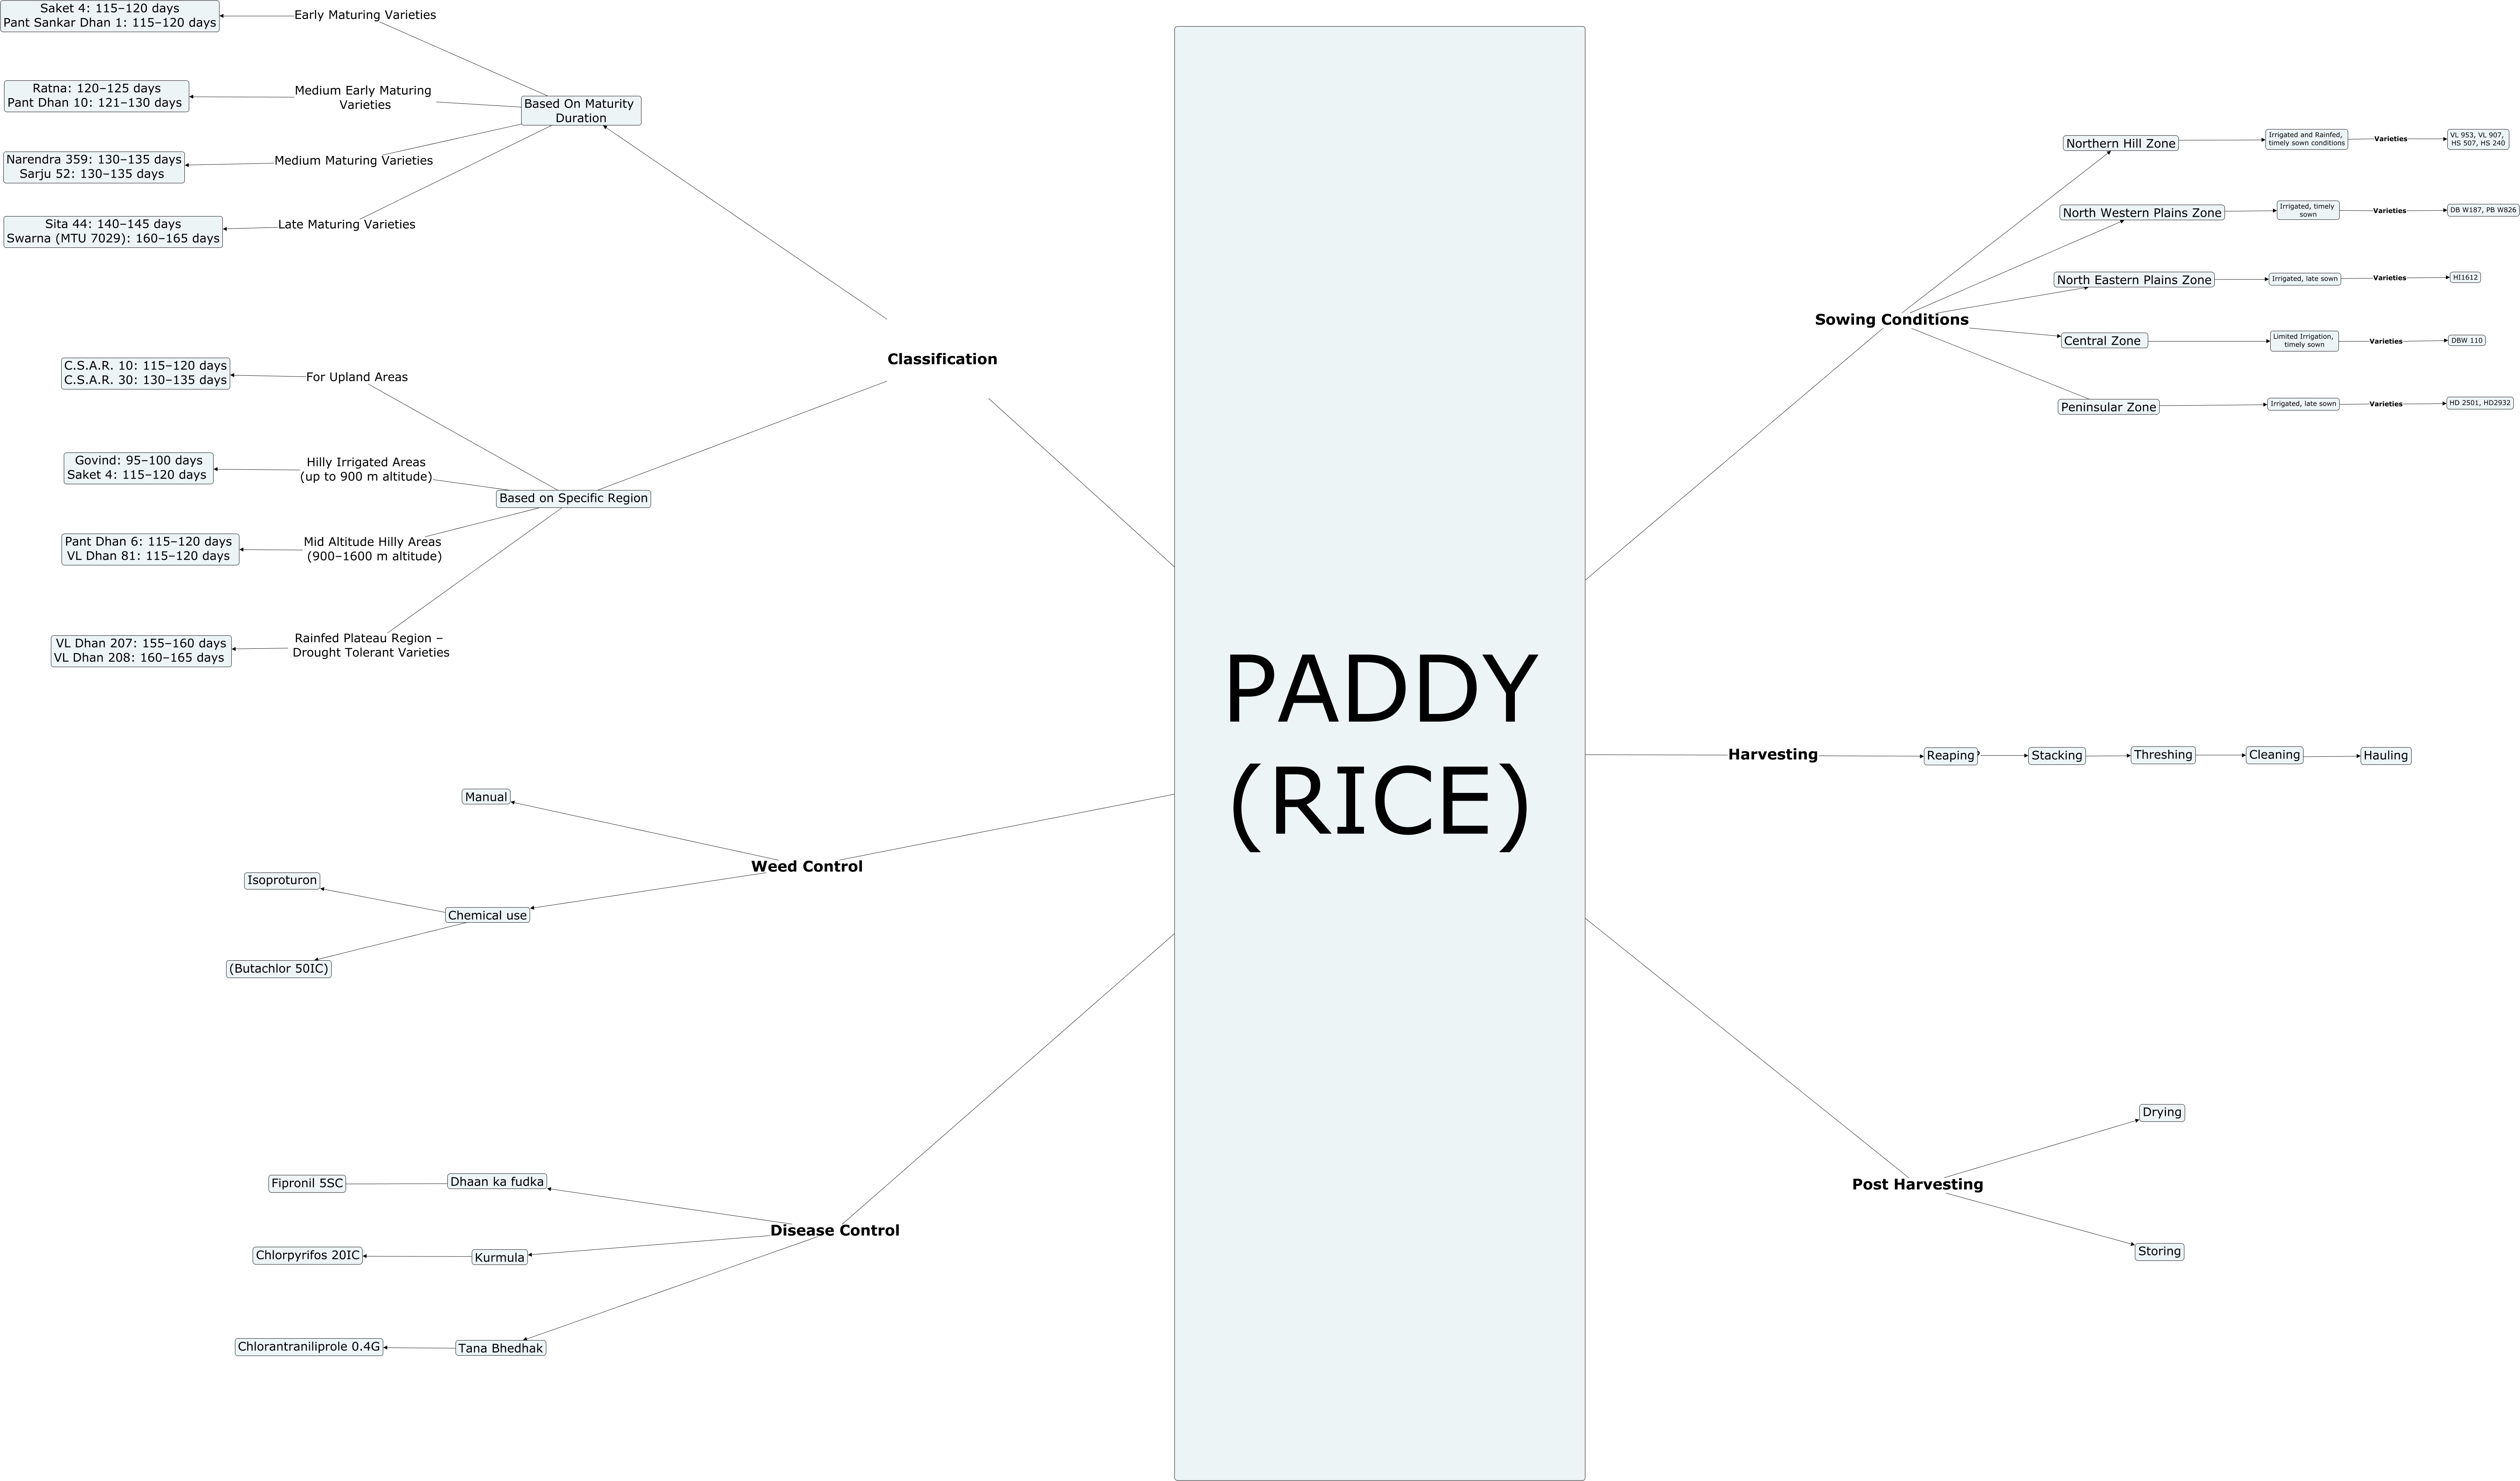 PADDY
(RICE)
Classification
Based On Maturity
Duration
Early Maturing Varieties
Saket 4: 115–120 days
Pant Sankar Dhan 1: 115–120 days
Medium Early Maturing
Varieties
Ratna: 120–125 days
Pant Dhan 10: 121–130 days
Medium Maturing Varieties
Narendra 359: 130–135 days
Sarju 52: 130–135 days
Late Maturing Varieties
Sita 44: 140–145 days
Swarna (MTU 7029): 160–165 days
Based on Specific Region
For Upland Areas
C.S.A.R. 10: 115–120 days
C.S.A.R. 30: 130–135 days
Hilly Irrigated Areas
(up to 900 m altitude)
Govind: 95–100 days
Saket 4: 115–120 days
Mid Altitude Hilly Areas
(900–1600 m altitude)
Pant Dhan 6: 115–120 days
VL Dhan 81: 115–120 days
Rainfed Plateau Region –
Drought Tolerant Varieties
VL Dhan 207: 155–160 days
VL Dhan 208: 160–165 days
Weed Control
Manual
Chemical use
Isoproturon
(Butachlor 50IC)
Disease Control
Dhaan ka fudka
Fipronil 5SC
Kurmula
Chlorpyrifos 20IC
Tana Bhedhak
Chlorantraniliprole 0.4G
Sowing Conditions
Northern Hill Zone
Irrigated and Rainfed,
timely sown conditions
Varieties
VL 953, VL 907,
HS 507, HS 240
North Western Plains Zone
Irrigated, timely
sown
Varieties
DB W187, PB W826
North Eastern Plains Zone
Irrigated, late sown
Varieties
HI1612
Central Zone
Limited Irrigation,
timely sown
Varieties
DBW 110
Peninsular Zone
Irrigated, late sown
Varieties
HD 2501, HD2932
Harvesting
Reaping
Stacking
Threshing
Cleaning
Hauling
Post Harvesting
Drying
Storing